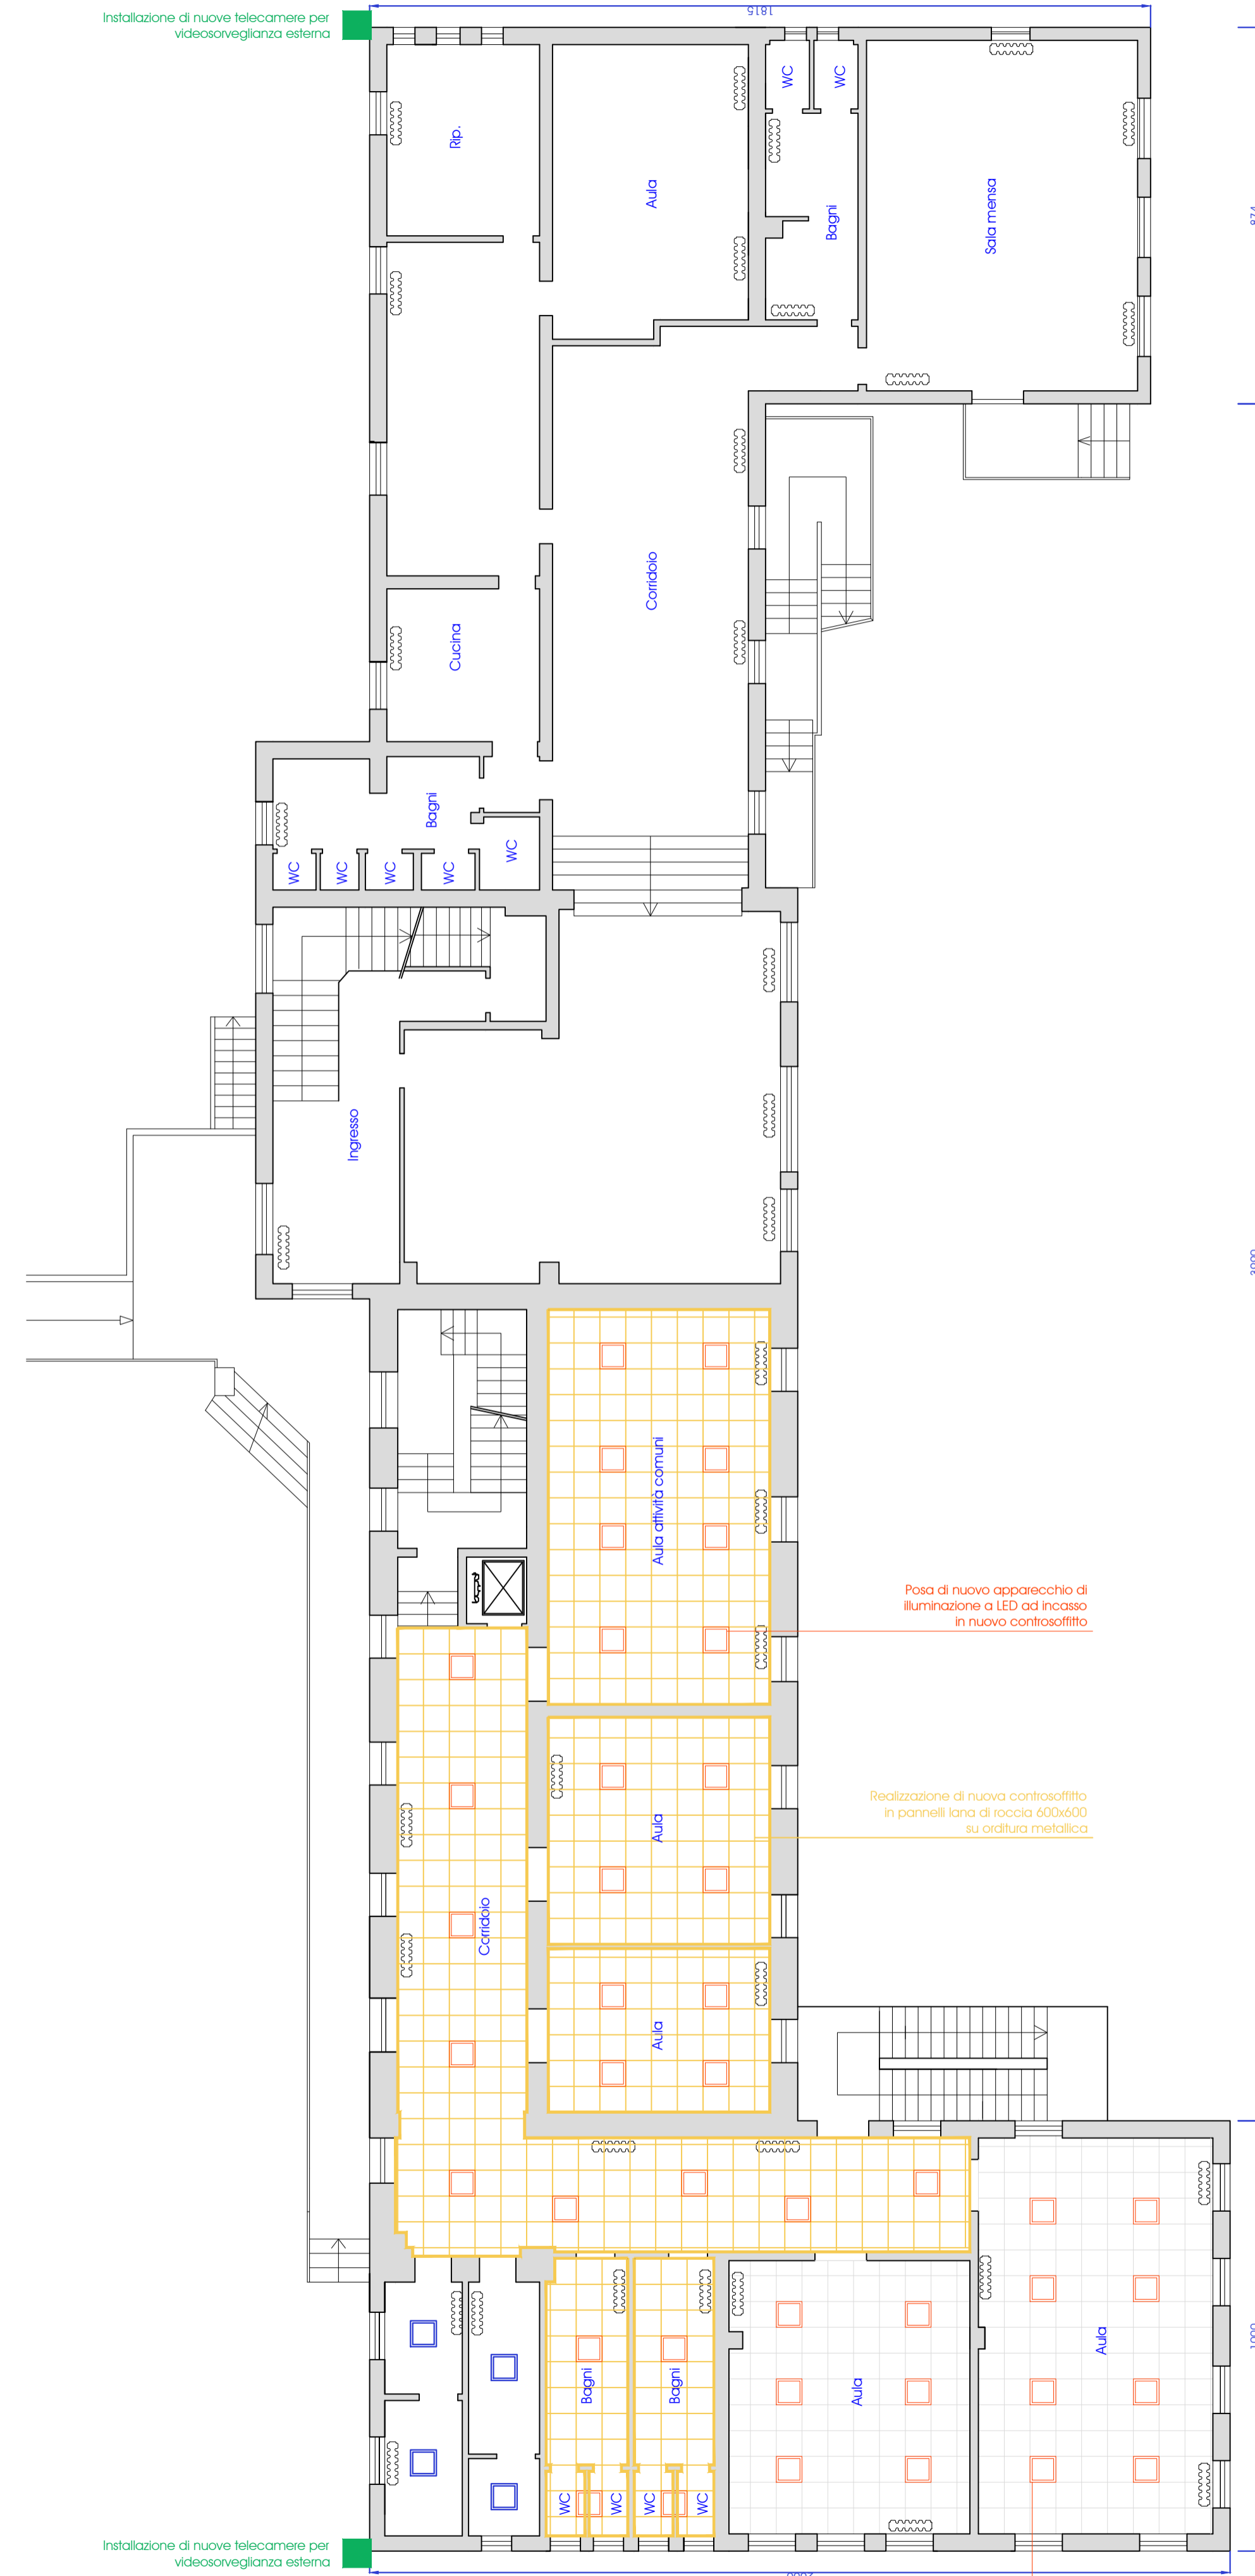 Installazione di nuove telecamere per
videosorveglianza esterna
1815
WC
WC
Rip.
Aula
Bagni
Sala mensa
874
Corridoio
Cucina
Bagni
WC
WC
WC
WC
WC
Ingresso
Aula attività comuni
Posa di nuovo apparecchio di
illuminazione a LED ad incasso
in nuovo controsoffitto
Realizzazione di nuova controsoffitto
in pannelli lana di roccia 600x600
su orditura metallica
Aula
Corridoio
Aula
Aula
Bagni
Bagni
Aula
WC
WC
WC
WC
Installazione di nuove telecamere per
videosorveglianza esterna